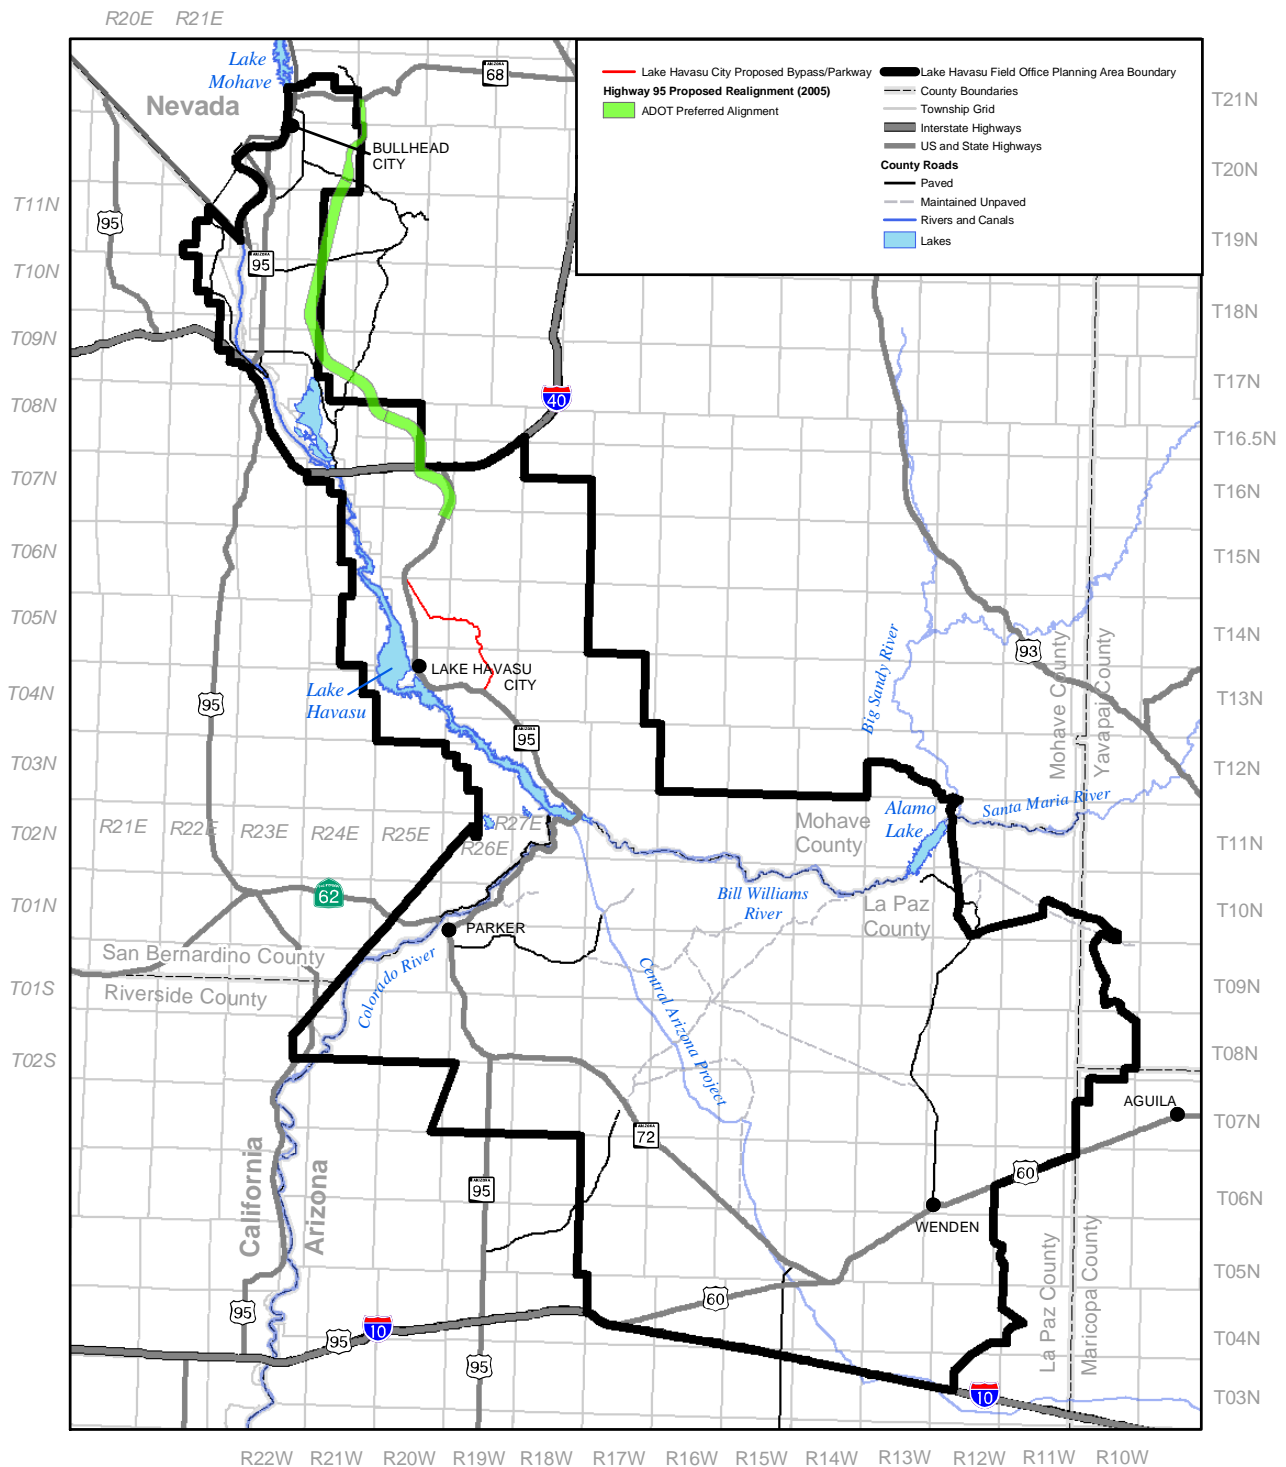 R20E R21E
Lake
Mohave
Nevada
ARIZONA
68
Lake Havasu City Proposed Bypass/Parkway
Highway 95 Proposed Realignment (2005)
ADOT Preferred Alignment
Lake Havasu Field Office Planning Area Boundary
County Boundaries
Township Grid
Interstate Highways
US and State Highways
County Roads
Paved
Maintained Unpaved
Rivers and Canals
Lakes
BULLHEAD
CITY
95
ARIZONA
95
40
T11N
T10N
T09N
T08N
T07N
T06N
T05N
T04N
T03N
T02N
T01N
T01S
T02S
T21N
T20N
T19N
T18N
T17N
T16.5N
T16N
T15N
T14N
T13N
T12N
T11N
T10N
T09N
T08N
T07N
T06N
T05N
T04N
T03N
LAKE HAVASU
CITY
Lake
Havasu
95
ARIZONA
95
93
Big Sandy River
Mohave County
Yavapai County
Santa Maria River
Alamo
Lake
Mohave
County
R21E R22E R23E R24E R25E R26E R27E
62
Bill Williams
River
La Paz
County
PARKER
San Bernardino County
Riverside County
Colorado River
Central Arizona Project
AGUILA
ARIZONA
72
60
ARIZONA
95
California
Arizona
WENDEN
La Paz County
Maricopa County
60
95
95
10
95
10
R22W R21W R20W R19W R18W R17W R16W R15W R14W R13W R12W R11W R10W